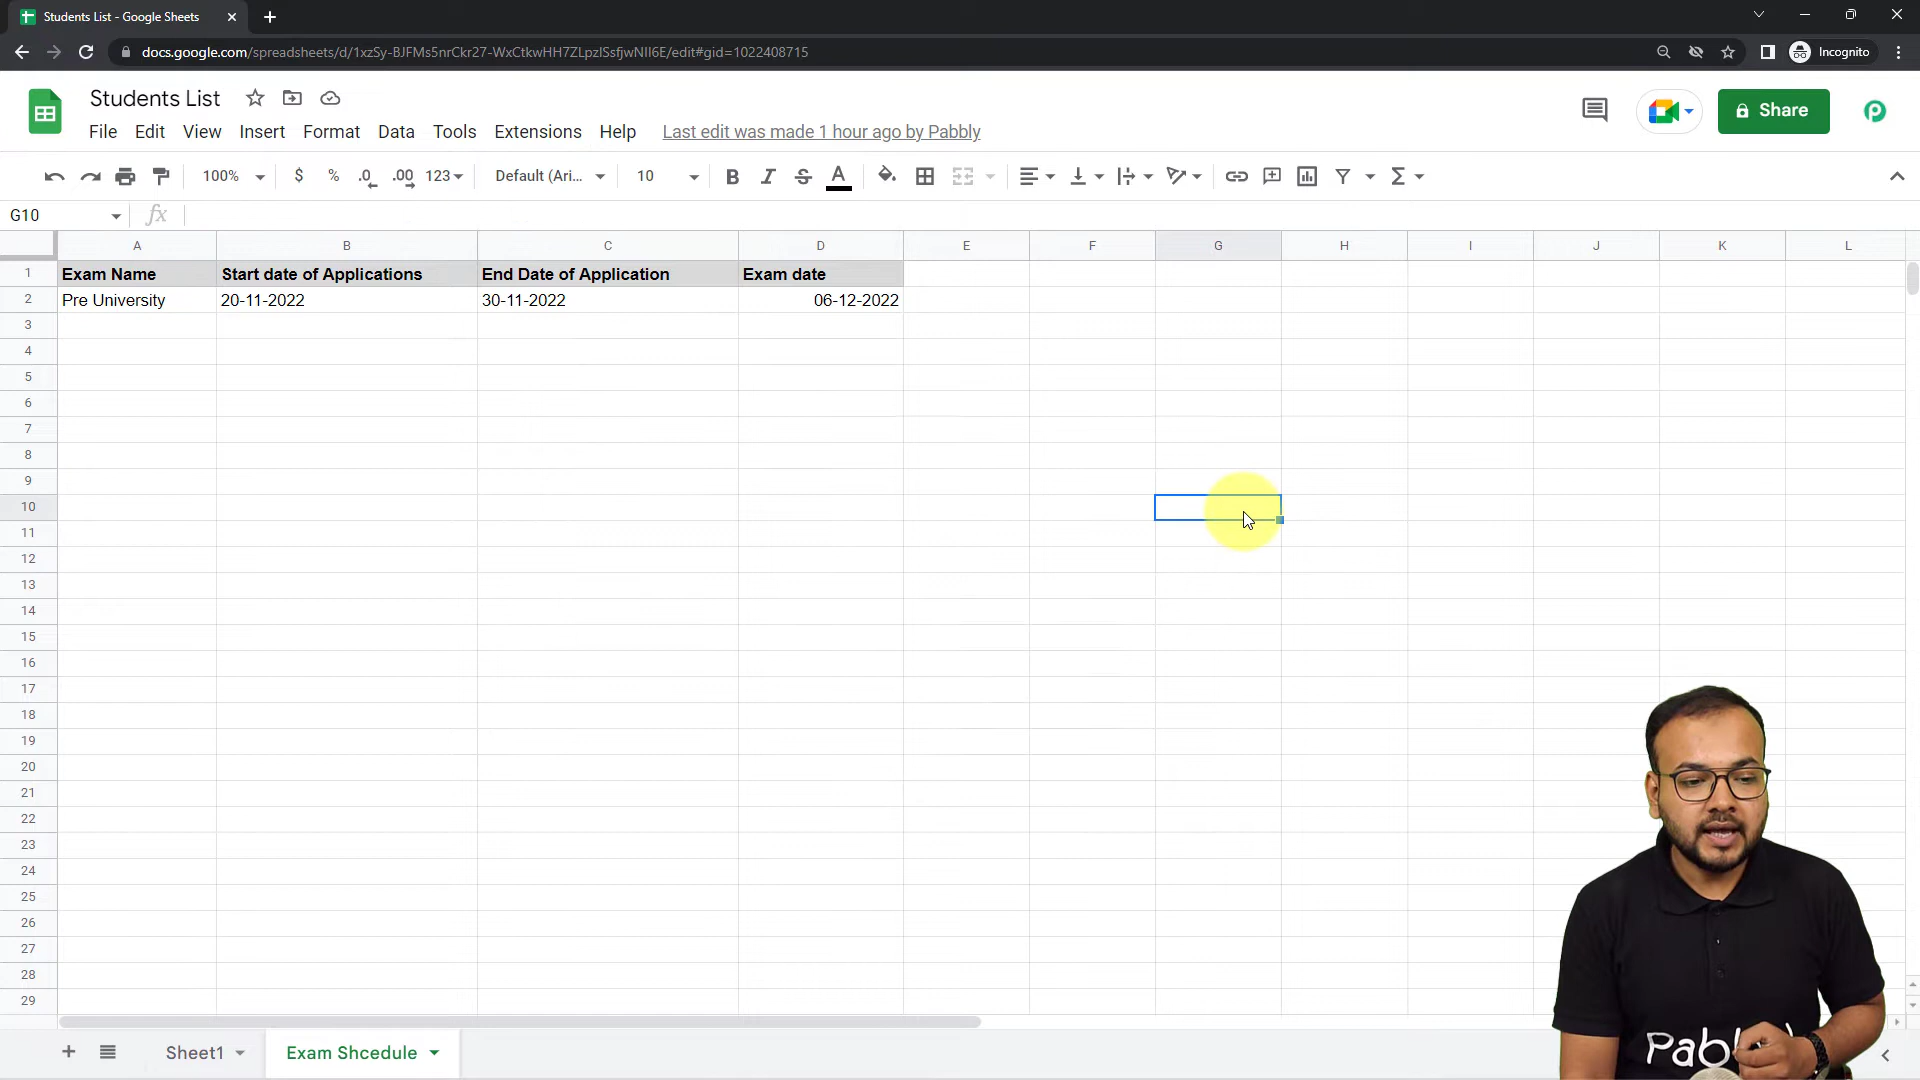 Students List - Google Sheets
docs.google.com/spreadsheets/d/1xzSy-BJFMs5nrCkr27-WxCtkwHH7ZLpzlSsfjwNIl6E/edit#gid=1022408715
Incognito
Students List
Share
File Edit View Insert Format Data Tools Extensions Help Last edit was made 1 hour ago by Pabbly
100% $ % .0 .00 123 Default (Ari... 10 B I S A Σ
G10 fx
A B C D E F G H I J K L
1 Exam Name Start date of Applications End Date of Application Exam date
2 Pre University 20-11-2022 30-11-2022 06-12-2022
3
4
5
6
7
8
9
10
11
12
13
14
15
16
17
18
19
20
21
22
23
24
25
26
27
28
29
Sheet1 Exam Shcedule